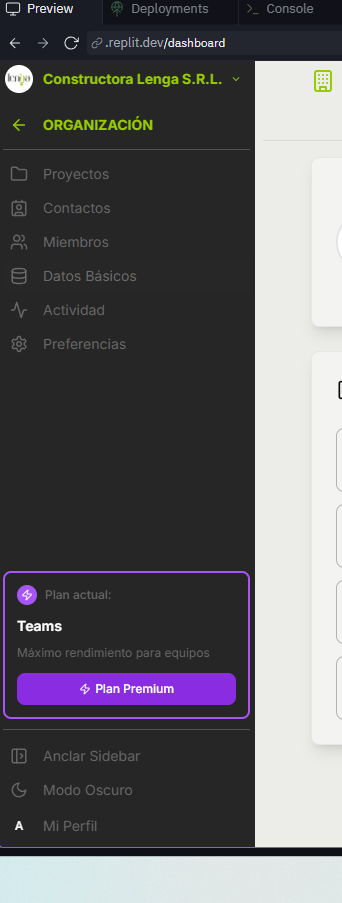 Preview Deployments Console
.replit.dev/dashboard
lenga Constructora Lenga S.R.L.
ORGANIZACIÓN
Proyectos
Contactos
Miembros
Datos Básicos
Actividad
Preferencias
Plan actual:
Teams
Máximo rendimiento para equipos
Plan Premium
Anclar Sidebar
Modo Oscuro
A Mi Perfil